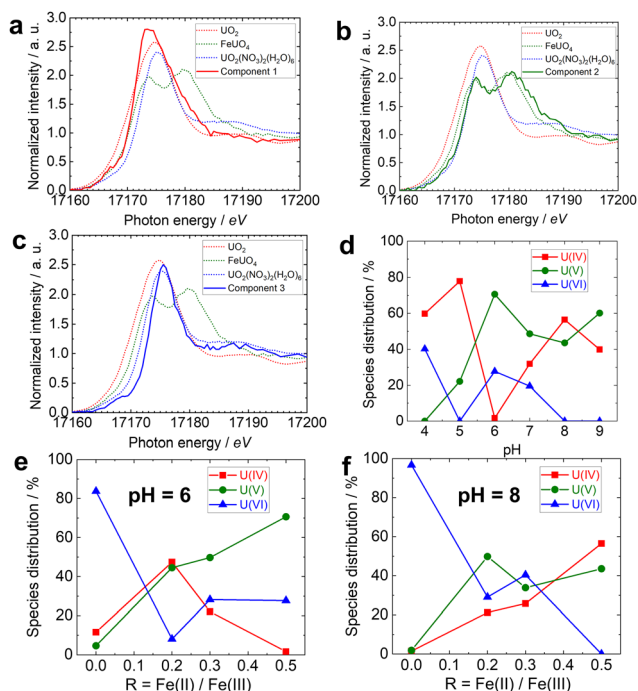 a
Normalized intensity / a. u.
3.0
2.5
2.0
1.5
1.0
0.5
0.0
UO2
FeUO4
UO2(NO3)2(H2O)6
Component 1
17160 17170 17180 17190 17200
Photon energy / eV
b
Normalized intensity / a. u.
3.0
2.5
2.0
1.5
1.0
0.5
0.0
UO2
FeUO4
UO2(NO3)2(H2O)6
Component 2
17160 17170 17180 17190 17200
Photon energy / eV
c
Normalized intensity / a. u.
3.0
2.5
2.0
1.5
1.0
0.5
0.0
UO2
FeUO4
UO2(NO3)2(H2O)6
Component 3
17160 17170 17180 17190 17200
Photon energy / eV
d
Species distribution / %
100
80
60
40
20
0
U(IV)
U(V)
U(VI)
4 5 6 7 8 9
pH
e
Species distribution / %
100
80
60
40
20
0
pH = 6
U(IV)
U(V)
U(VI)
0.0 0.2 0.3 0.5
R = Fe(II) / Fe(III)
f
Species distribution / %
100
80
60
40
20
0
pH = 8
U(IV)
U(V)
U(VI)
0.0 0.2 0.3 0.5
R = Fe(II) / Fe(III)